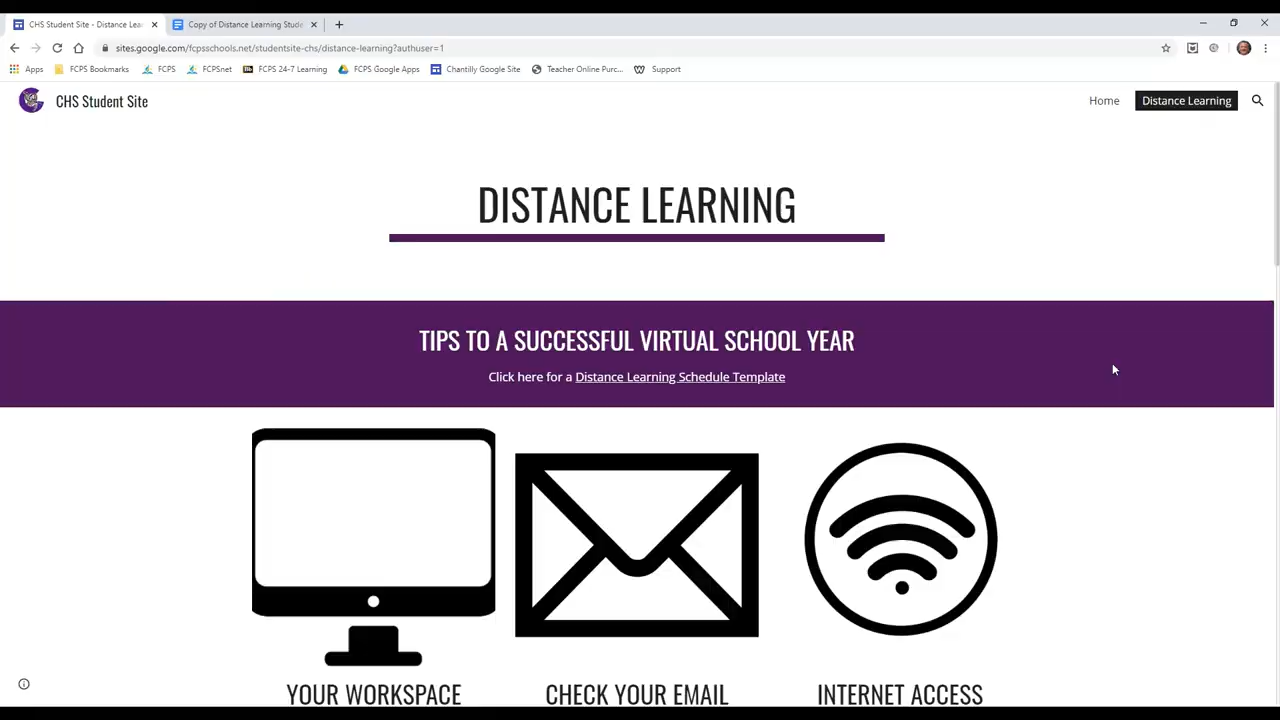 CHS Student Site - Distance Lea
Copy of Distance Learning Stude
sites.google.com/fcpsschools.net/studentsite-chs/distance-learning?authuser=1
Apps
FCPS Bookmarks
FCPS
FCPSnet
FCPS 24-7 Learning
FCPS Google Apps
Chantilly Google Site
Teacher Online Purc...
Support
CHS Student Site
Home
Distance Learning
DISTANCE LEARNING
TIPS TO A SUCCESSFUL VIRTUAL SCHOOL YEAR
Click here for a Distance Learning Schedule Template
YOUR WORKSPACE
CHECK YOUR EMAIL
INTERNET ACCESS